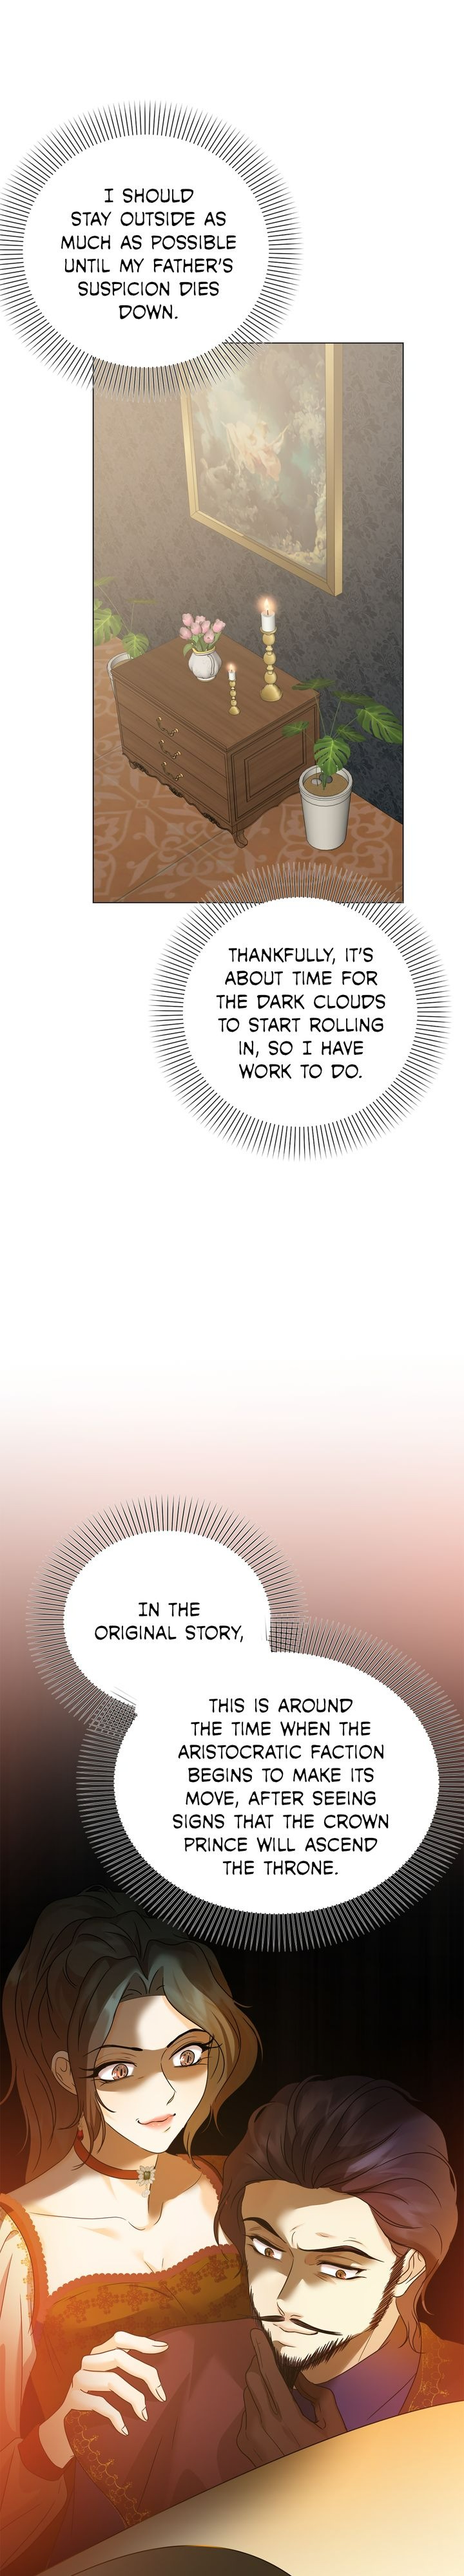 I SHOULD
STAY OUTSIDE AS
MUCH AS POSSIBLE
UNTIL MY FATHER'S
SUSPICION DIES
DOWN.
THANKFULLY, IT'S
ABOUT TIME FOR
THE DARK CLOUDS
TO START ROLLING
IN, SO I HAVE
WORK TO DO.
IN THE
ORIGINAL STORY,
THIS IS AROUND
THE TIME WHEN THE
ARISTOCRATIC FACTION
BEGINS TO MAKE ITS
MOVE, AFTER SEEING
SIGNS THAT THE CROWN
PRINCE WILL ASCEND
THE THRONE.